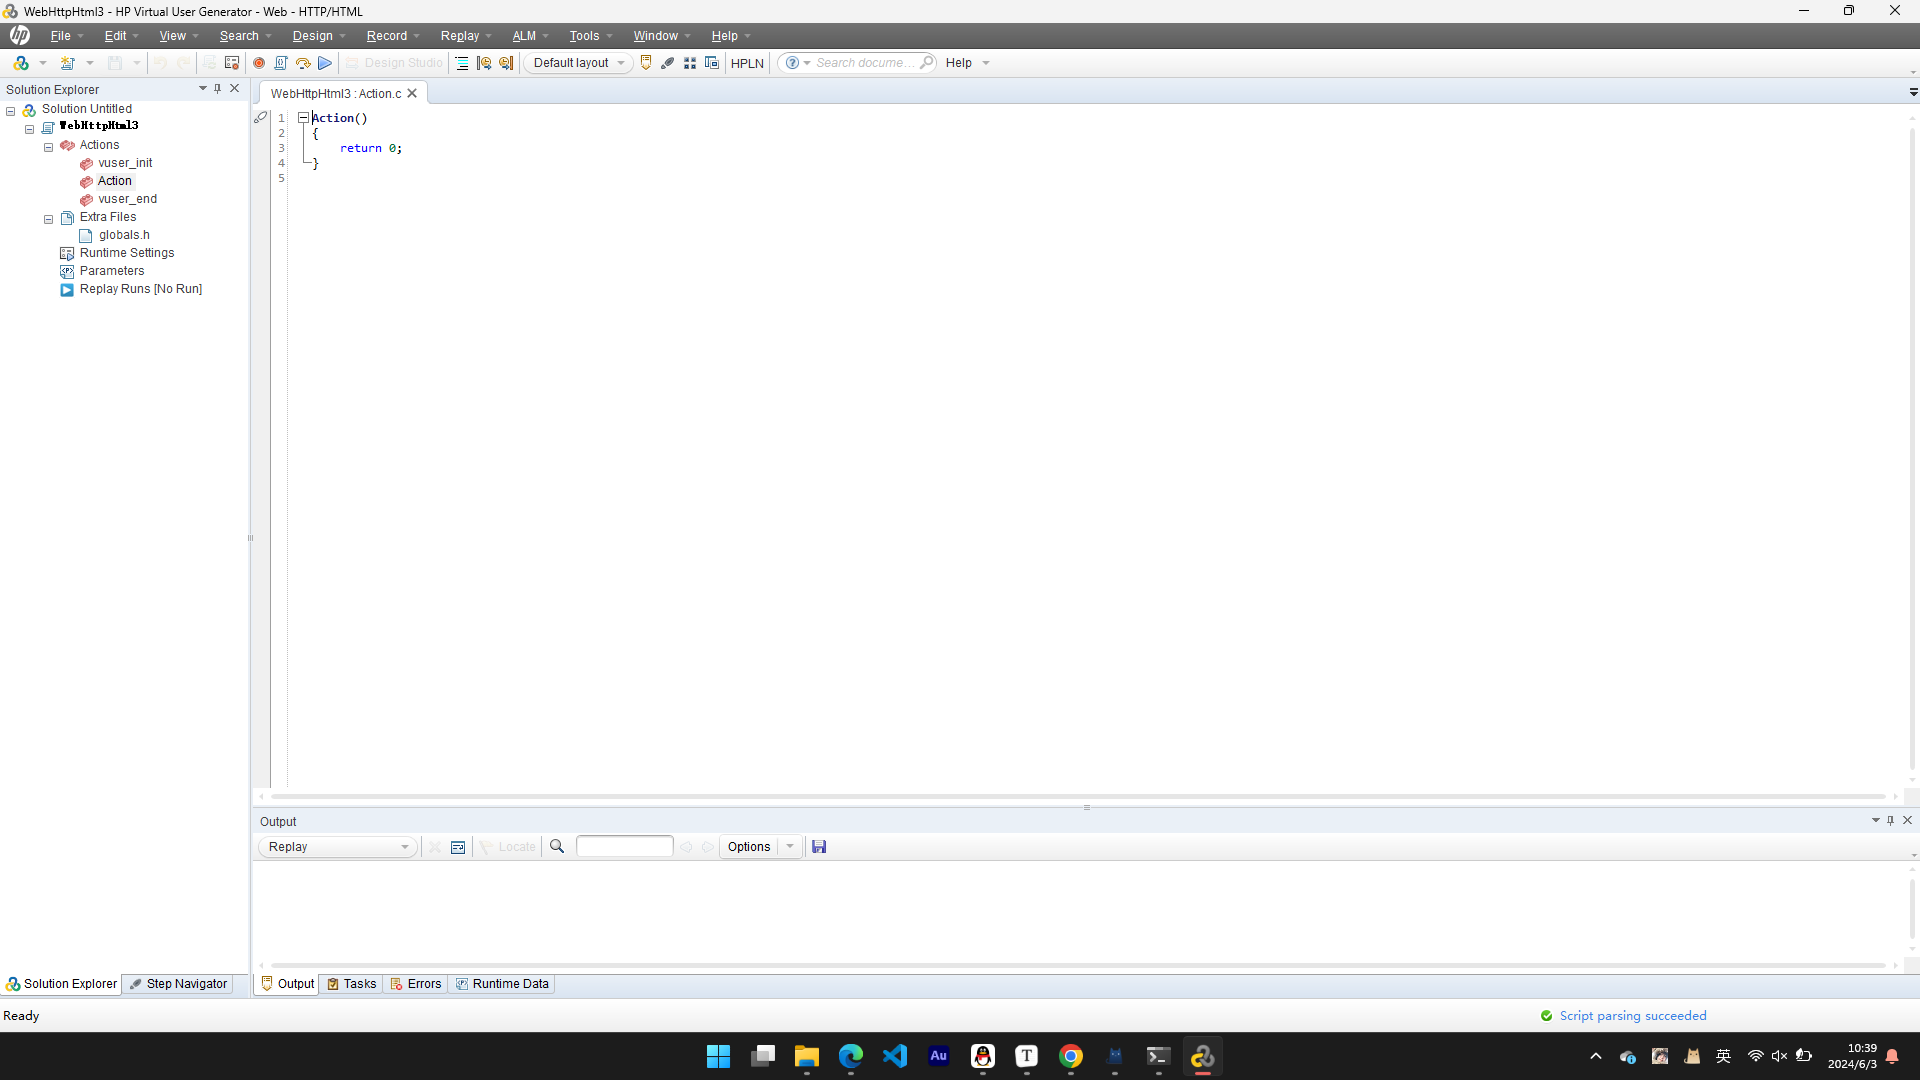 WebHttpHtml3 - HP Virtual User Generator - Web - HTTP/HTML
hp File Edit View Search Design Record Replay ALM Tools Window Help
Design Studio Default layout HPLN Search docume... Help
Solution Explorer
Solution Untitled
WebHttpHtml3
Actions
vuser_init
Action
vuser_end
Extra Files
globals.h
Runtime Settings
Parameters
Replay Runs [No Run]
WebHttpHtml3 : Action.c
1 Action()
2 {
3 return 0;
4 }
5
Output
Replay Locate Options
Solution Explorer Step Navigator Output Tasks Errors Runtime Data
Ready Script parsing succeeded
Au T 英 10:39
2024/6/3